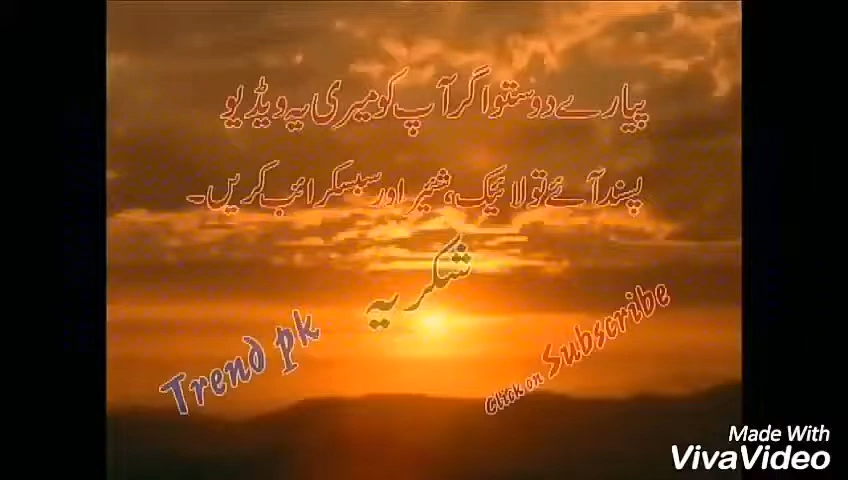 پیارے دوستو اگر آپ کو میری یہ ویڈیو
پسند آئے تو لائیک، شئیر اور سبسکرائب کریں۔
شکریہ
Trend pk
Click on Subscribe
Made With
VivaVideo